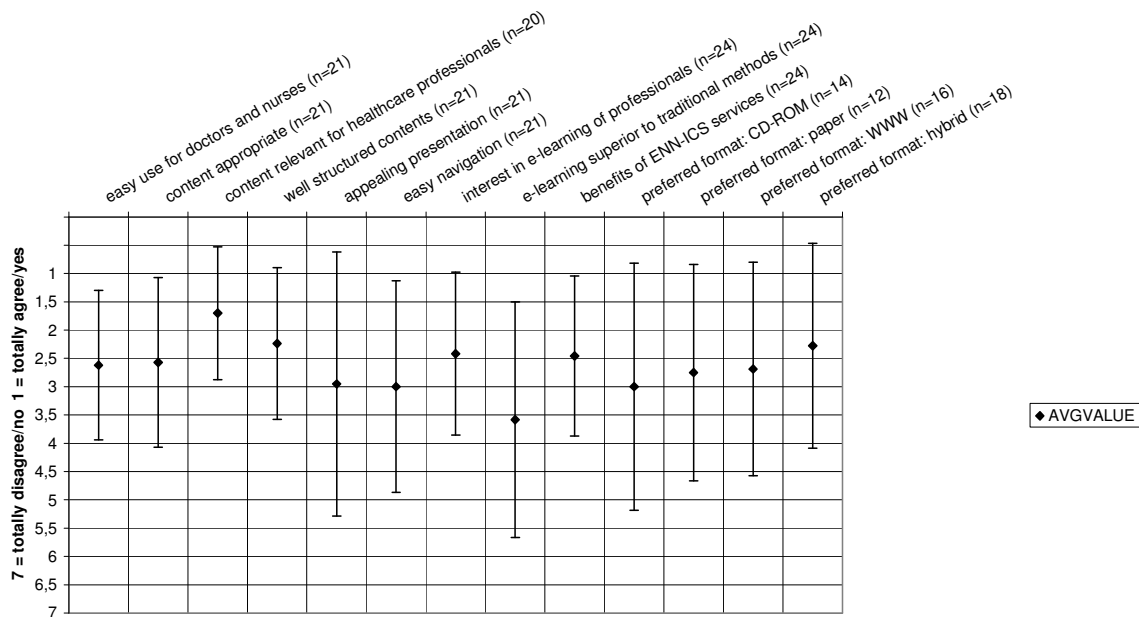 easy use for doctors and nurses (n=21)
content appropriate (n=21)
content relevant for healthcare professionals (n=20)
well structured contents (n=21)
appealing presentation (n=21)
easy navigation (n=21)
interest in e-learning of professionals (n=24)
e-learning superior to traditional methods (n=24)
benefits of ENN-ICS services (n=24)
preferred format: CD-ROM (n=14)
preferred format: paper (n=12)
preferred format: WWW (n=16)
preferred format: hybrid (n=18)
7 = totally disagree/no 1 = totally agree/yes
1
1,5
2
2,5
3
3,5
4
4,5
5
5,5
6
6,5
7
AVGVALUE